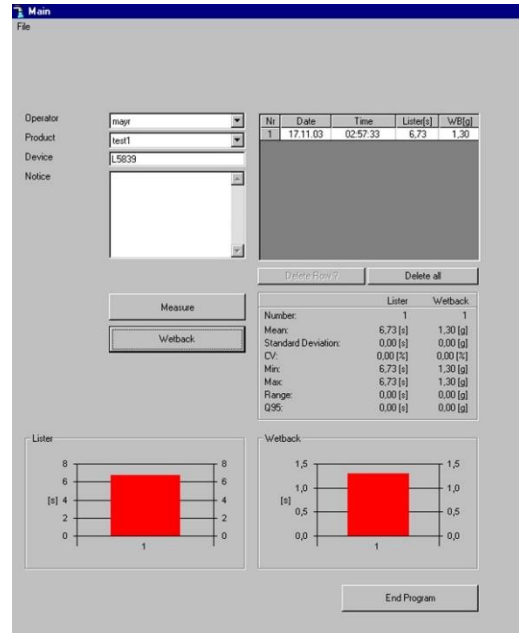 Main
File
Operator mayr
Product test1
Device L5839
Notice
Nr Date Time Lister[s] WB[g]
1 17.11.03 02:57:33 6,73 1,30
Delete Row ? Delete all
Measure
Wetback
Lister Wetback
Number: 1 1
Mean: 6,73 [s] 1,30 [g]
Standard Deviation: 0,00 [s] 0,00 [g]
CV: 0,00 [%] 0,00 [%]
Min: 6,73 [s] 1,30 [g]
Max: 6,73 [s] 1,30 [g]
Range: 0,00 [s] 0,00 [g]
Q95: 0,00 [s] 0,00 [g]
Lister
8 8
6 6
[s] 4 4
2 2
0 0
1
Wetback
1,5 1,5
1,0 1,0
[s]
0,5 0,5
0,0 0,0
1
End Program